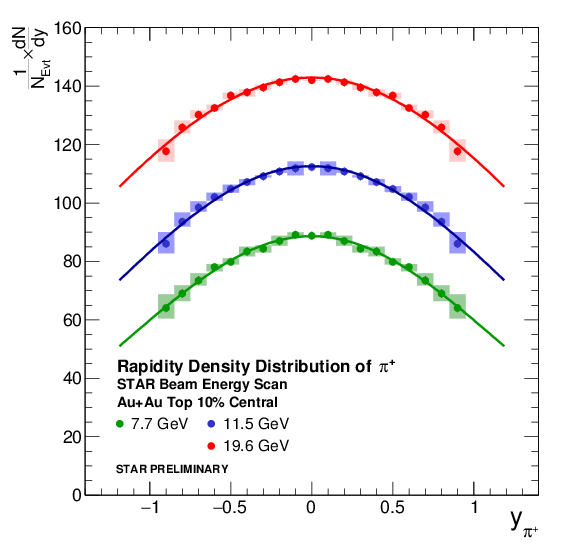 1/N_Evt × dN/dy
160
140
120
100
80
60
40
20
0
Rapidity Density Distribution of π⁺
STAR Beam Energy Scan
Au+Au Top 10% Central
7.7 GeV 11.5 GeV
19.6 GeV
STAR PRELIMINARY
−1 −0.5 0 0.5 1
y_π⁺